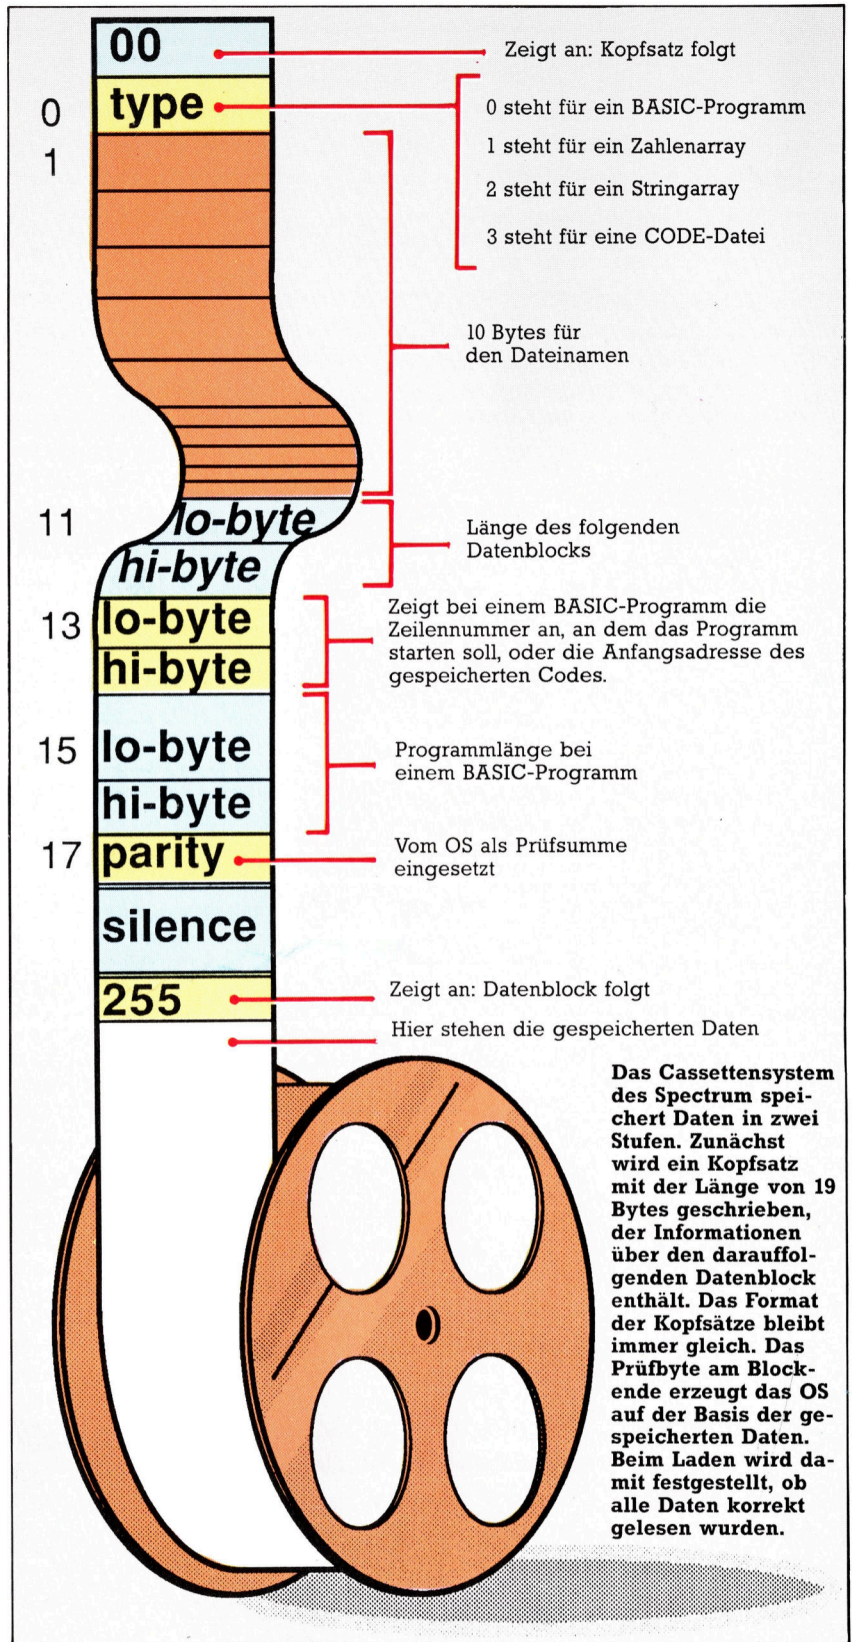 00
Zeigt an: Kopfsatz folgt
0
type
0 steht für ein BASIC-Programm
1
1 steht für ein Zahlenarray
2 steht für ein Stringarray
3 steht für eine CODE-Datei
10 Bytes für
den Dateinamen
11
lo-byte
hi-byte
Länge des folgenden
Datenblocks
13
lo-byte
hi-byte
Zeigt bei einem BASIC-Programm die
Zeilennummer an, an dem das Programm
starten soll, oder die Anfangsadresse des
gespeicherten Codes.
15
lo-byte
hi-byte
Programmlänge bei
einem BASIC-Programm
17
parity
Vom OS als Prüfsumme
eingesetzt
silence
255
Zeigt an: Datenblock folgt
Hier stehen die gespeicherten Daten
Das Cassettensystem
des Spectrum spei-
chert Daten in zwei
Stufen. Zunächst
wird ein Kopfsatz
mit der Länge von 19
Bytes geschrieben,
der Informationen
über den darauffol-
genden Datenblock
enthält. Das Format
der Kopfsätze bleibt
immer gleich. Das
Prüfbyte am Block-
ende erzeugt das OS
auf der Basis der ge-
speicherten Daten.
Beim Laden wird da-
mit festgestellt, ob
alle Daten korrekt
gelesen wurden.